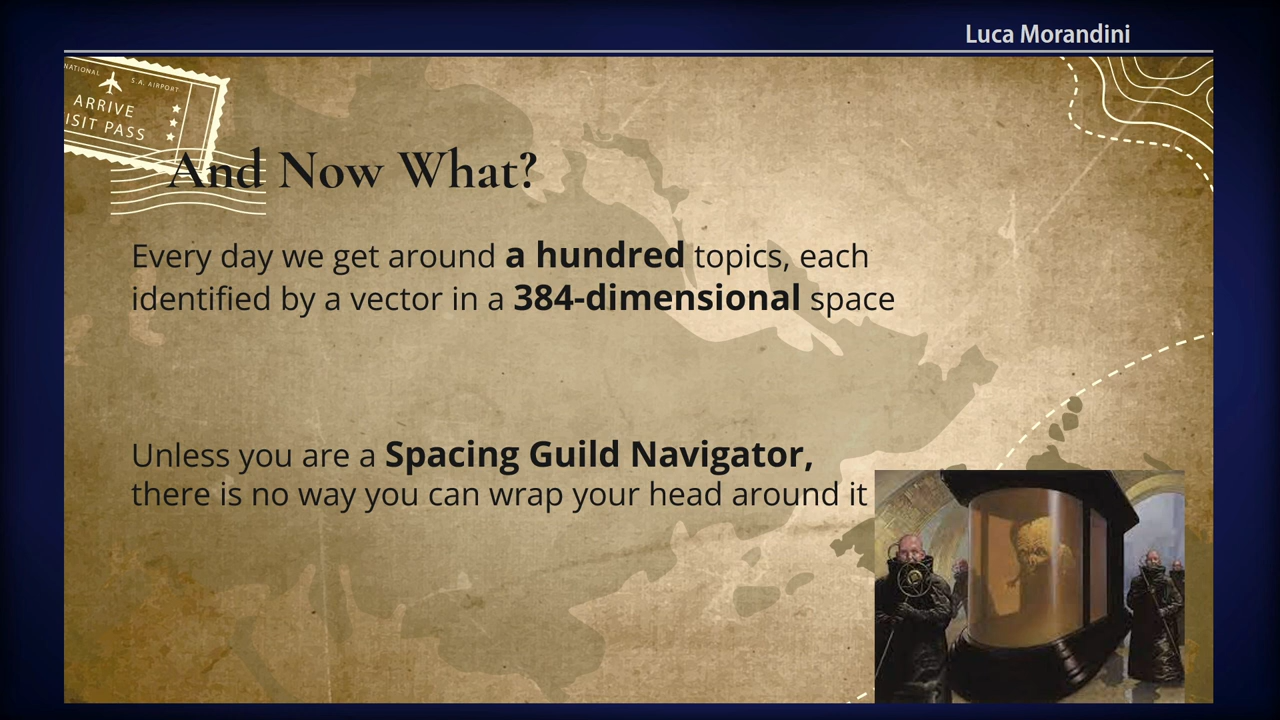 Luca Morandini
NATIONAL
S.A. AIRPORT
ARRIVE
ISIT PASS
And Now What?
Every day we get around a hundred topics, each
identified by a vector in a 384-dimensional space
Unless you are a Spacing Guild Navigator,
there is no way you can wrap your head around it